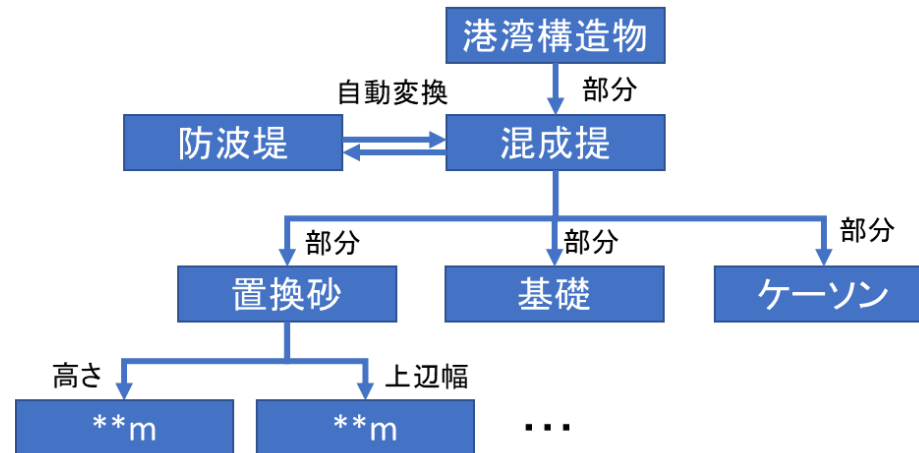 港湾構造物
自動変換
部分
防波堤
混成提
部分
部分
部分
置換砂
基礎
ケーソン
高さ
上辺幅
**m
**m
…